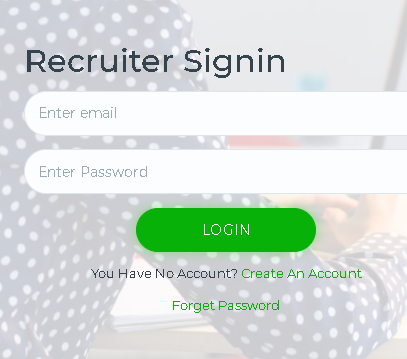 Recruiter Signin
Enter email
Enter Password
LOGIN
You Have No Account? Create An Account
Forget Password